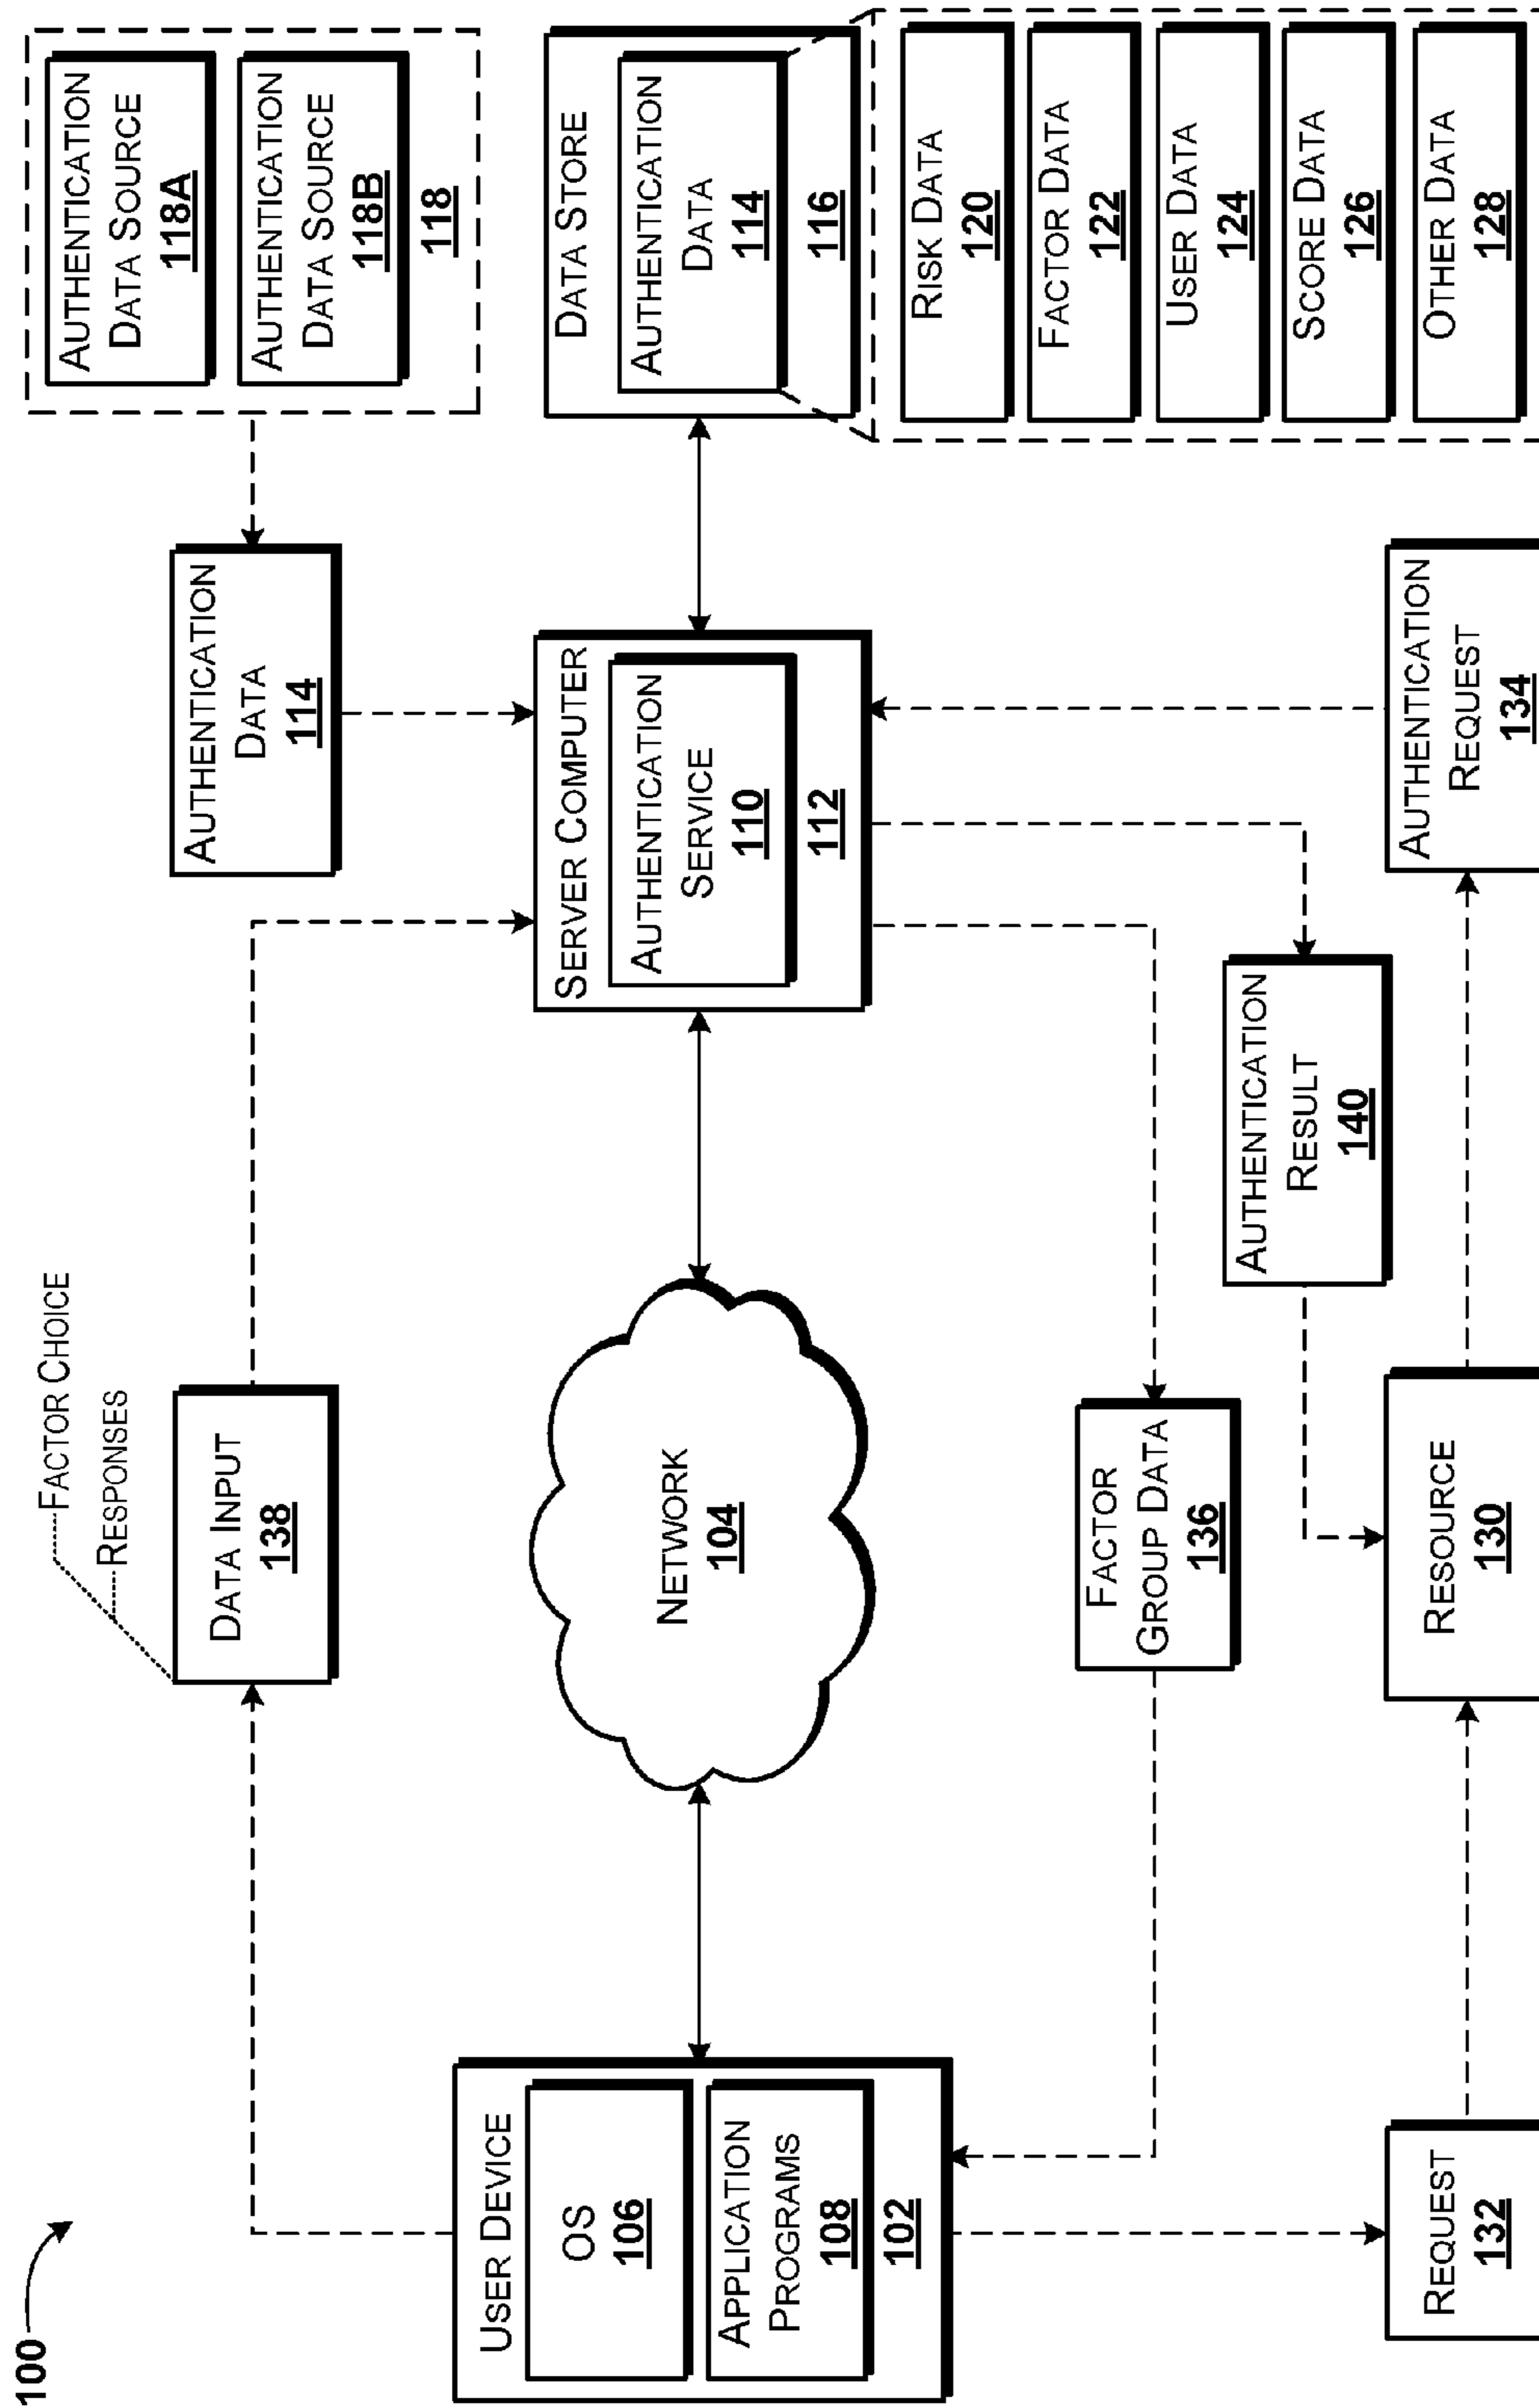 100
FACTOR CHOICE
RESPONSES
DATA INPUT
138
AUTHENTICATION
DATA
114
AUTHENTICATION
DATA SOURCE
118A
AUTHENTICATION
DATA SOURCE
118B
118
USER DEVICE
OS
106
APPLICATION
PROGRAMS
108
102
NETWORK
104
SERVER COMPUTER
AUTHENTICATION
SERVICE
110
112
DATA STORE
AUTHENTICATION
DATA
114
116
RISK DATA
120
FACTOR DATA
122
USER DATA
124
SCORE DATA
126
OTHER DATA
128
FACTOR
GROUP DATA
136
AUTHENTICATION
RESULT
140
REQUEST
132
RESOURCE
130
AUTHENTICATION
REQUEST
134